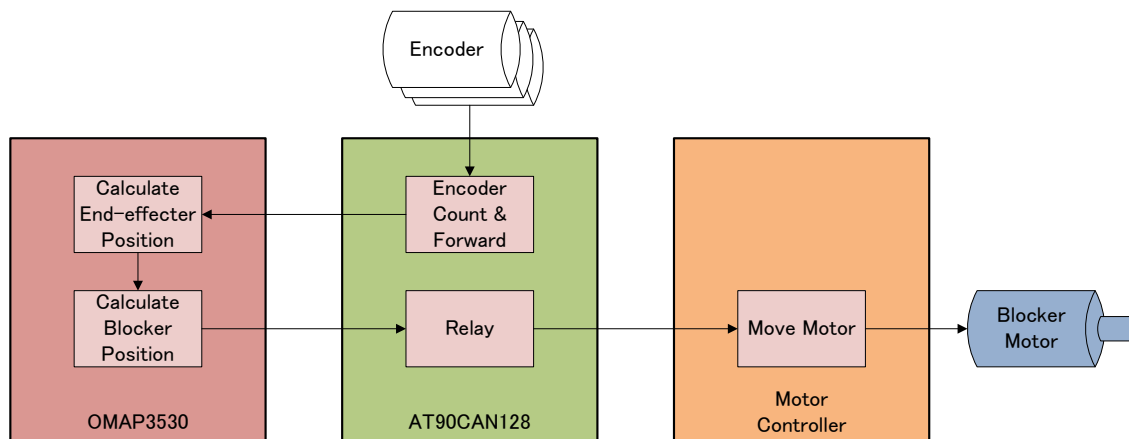 Encoder
Calculate
End-effecter
Position
Encoder
Count &
Forward
Calculate
Blocker
Position
Relay
Move Motor
Blocker
Motor
OMAP3530
AT90CAN128
Motor
Controller